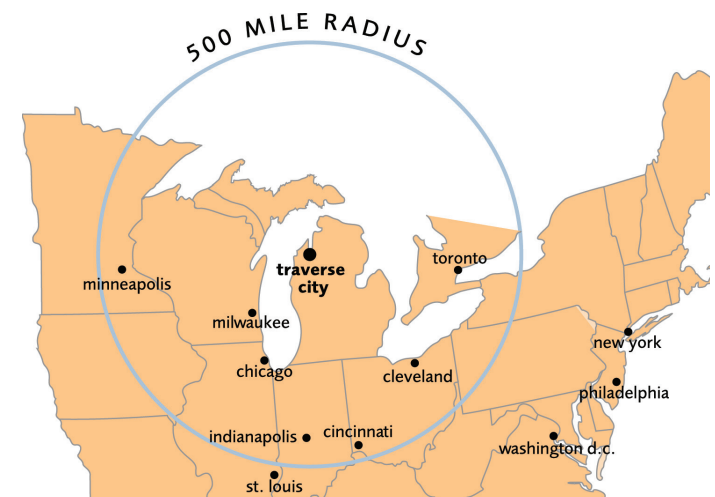 500 MILE RADIUS
toronto
traverse
city
minneapolis
milwaukee
new york
chicago
cleveland
philadelphia
indianapolis
cincinnati
washington d.c.
st. louis